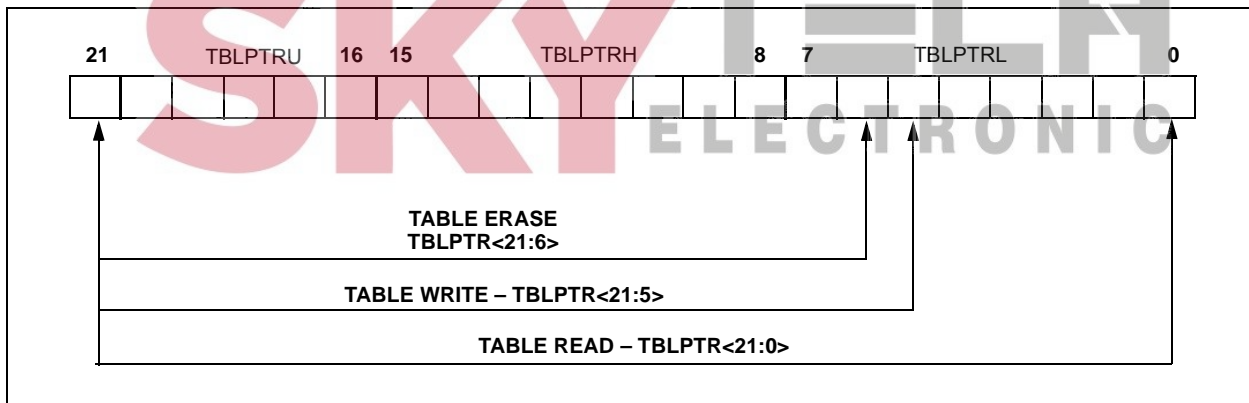 SKY TECH
ELECTRONIC
21 TBLPTRU 16 15 TBLPTRH 8 7 TBLPTRL 0
TABLE ERASE
TBLPTR<21:6>
TABLE WRITE – TBLPTR<21:5>
TABLE READ – TBLPTR<21:0>